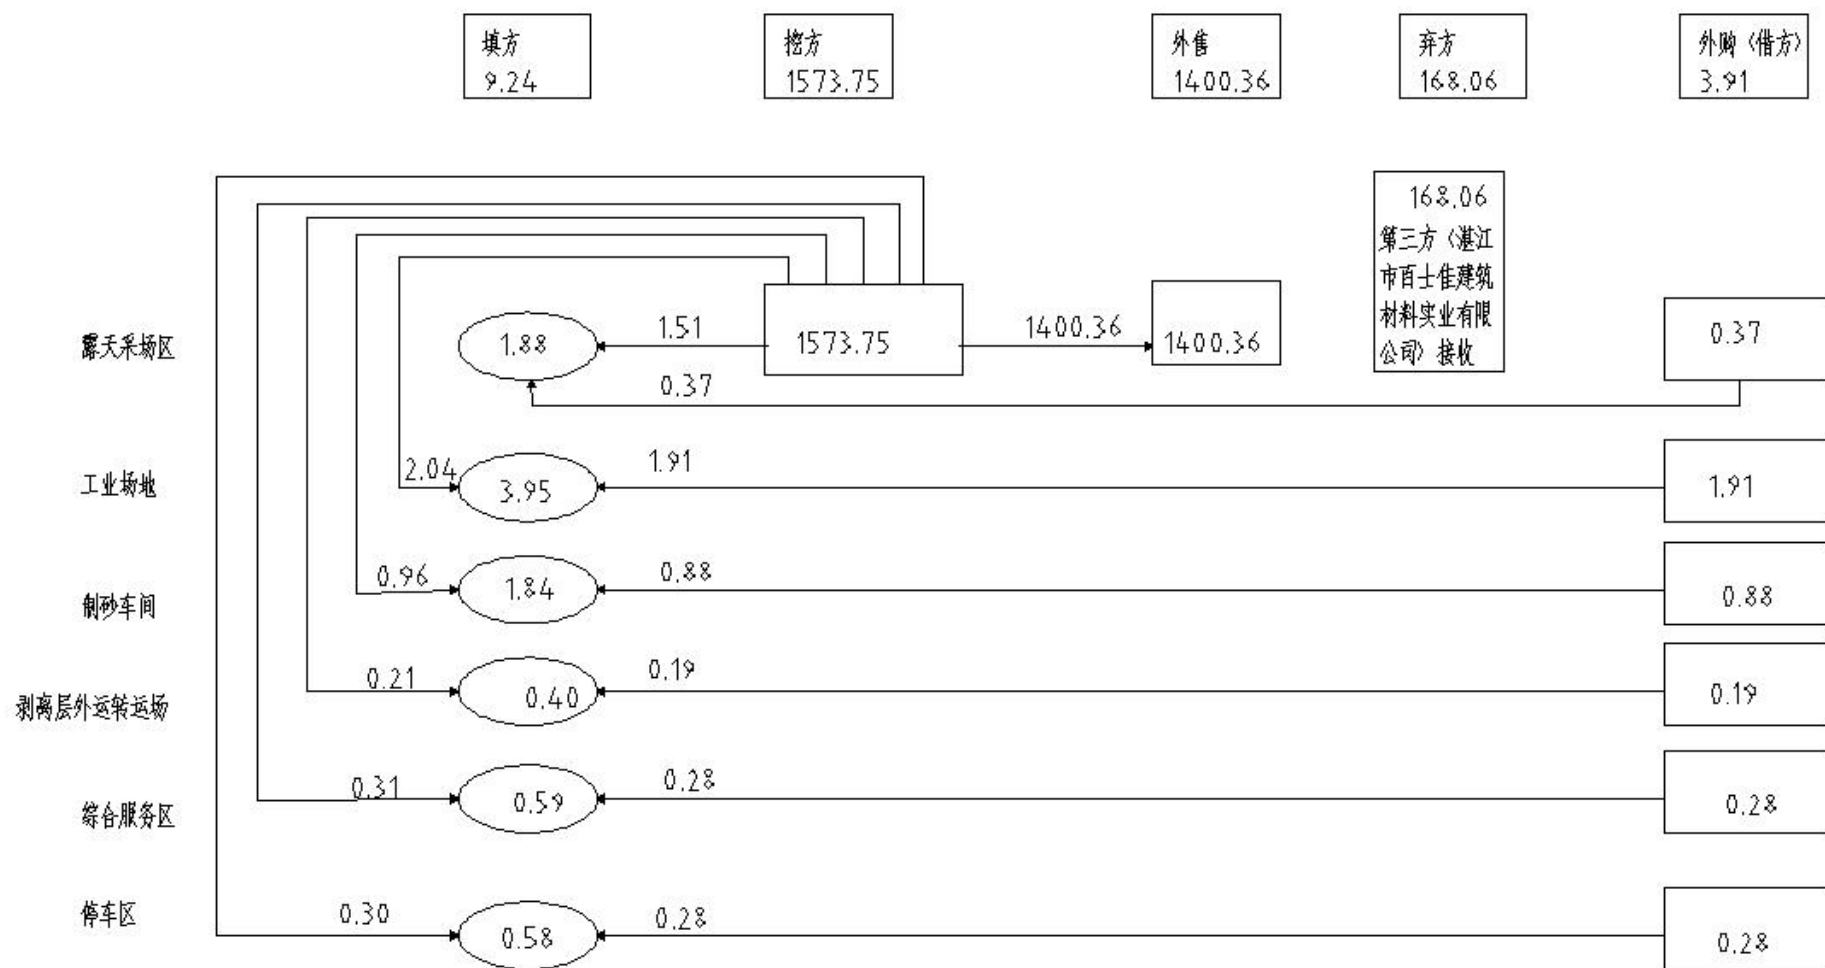 填方
9.24
挖方
1573.75
外售
1400.36
弃方
168.06
外购（借方）
3.91
168.06
第三方（湛江
市百士佳建筑
材料实业有限
公司）接收
露天采场区
1.88
1.51
1573.75
1400.36
1400.36
0.37
0.37
工业场地
2.04
3.95
1.91
1.91
制砂车间
0.96
1.84
0.88
0.88
剥离层外运转运场
0.21
0.40
0.19
0.19
综合服务区
0.31
0.59
0.28
0.28
停车区
0.30
0.58
0.28
0.28